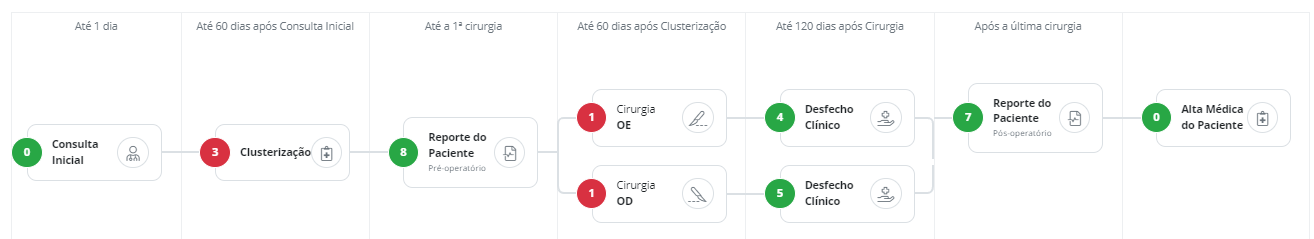 Até 1 dia
Até 60 dias após Consulta Inicial
Até a 1ª cirurgia
Até 60 dias após Clusterização
Até 120 dias após Cirurgia
Após a última cirurgia
0
Consulta
Inicial
3
Clusterização
8
Reporte do
Paciente
Pré-operatório
1
Cirurgia
OE
4
Desfecho
Clínico
1
Cirurgia
OD
5
Desfecho
Clínico
7
Reporte do
Paciente
Pós-operatório
0
Alta Médica
do Paciente